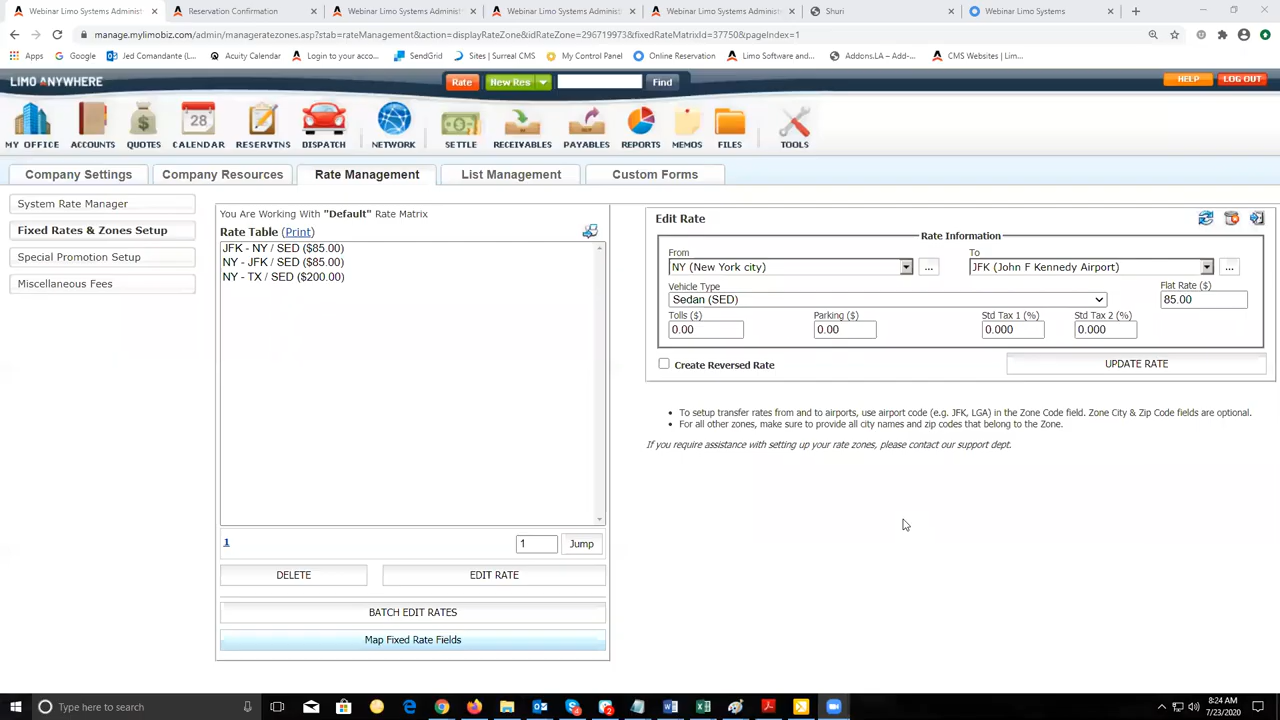 Webinar Limo Systems Administ
Reservation Confirmation
Webinar Limo Systems Administ
Webinar Limo Systems Administ
Webinar Limo Systems Administ
Shuri
Webinar Limo Systems
manage.mylimobiz.com/admin/manageratezones.asp?stab=rateManagement&action=displayRateZone&idRateZone=296719973&fixedRateMatrixId=37750&pageIndex=1
Apps
Google
Jed Comandante (...
Acuity Calendar
Login to your acco...
SendGrid
Sites | Surreal CMS
My Control Panel
Online Reservation
Limo Software and...
Addons.LA – Add-...
CMS Websites | Lim...
LIMO ANYWHERE
Rate
New Res
Find
HELP
LOG OUT
MY OFFICE
ACCOUNTS
QUOTES
28
CALENDAR
RESERVTNS
DISPATCH
NETWORK
SETTLE
RECEIVABLES
PAYABLES
REPORTS
MEMOS
FILES
TOOLS
Company Settings
Company Resources
Rate Management
List Management
Custom Forms
System Rate Manager
Fixed Rates & Zones Setup
Special Promotion Setup
Miscellaneous Fees
You Are Working With "Default" Rate Matrix
Rate Table (Print)
JFK - NY / SED ($85.00)
NY - JFK / SED ($85.00)
NY - TX / SED ($200.00)
1
1
Jump
DELETE
EDIT RATE
BATCH EDIT RATES
Map Fixed Rate Fields
Edit Rate
Rate Information
From
To
NY (New York city)
...
JFK (John F Kennedy Airport)
...
Vehicle Type
Flat Rate ($)
Sedan (SED)
85.00
Tolls ($)
Parking ($)
Std Tax 1 (%)
Std Tax 2 (%)
0.00
0.00
0.000
0.000
Create Reversed Rate
UPDATE RATE
• To setup transfer rates from and to airports, use airport code (e.g. JFK, LGA) in the Zone Code field. Zone City & Zip Code fields are optional.
• For all other zones, make sure to provide all city names and zip codes that belong to the Zone.
If you require assistance with setting up your rate zones, please contact our support dept.
Type here to search
8:24 AM
7/23/2020